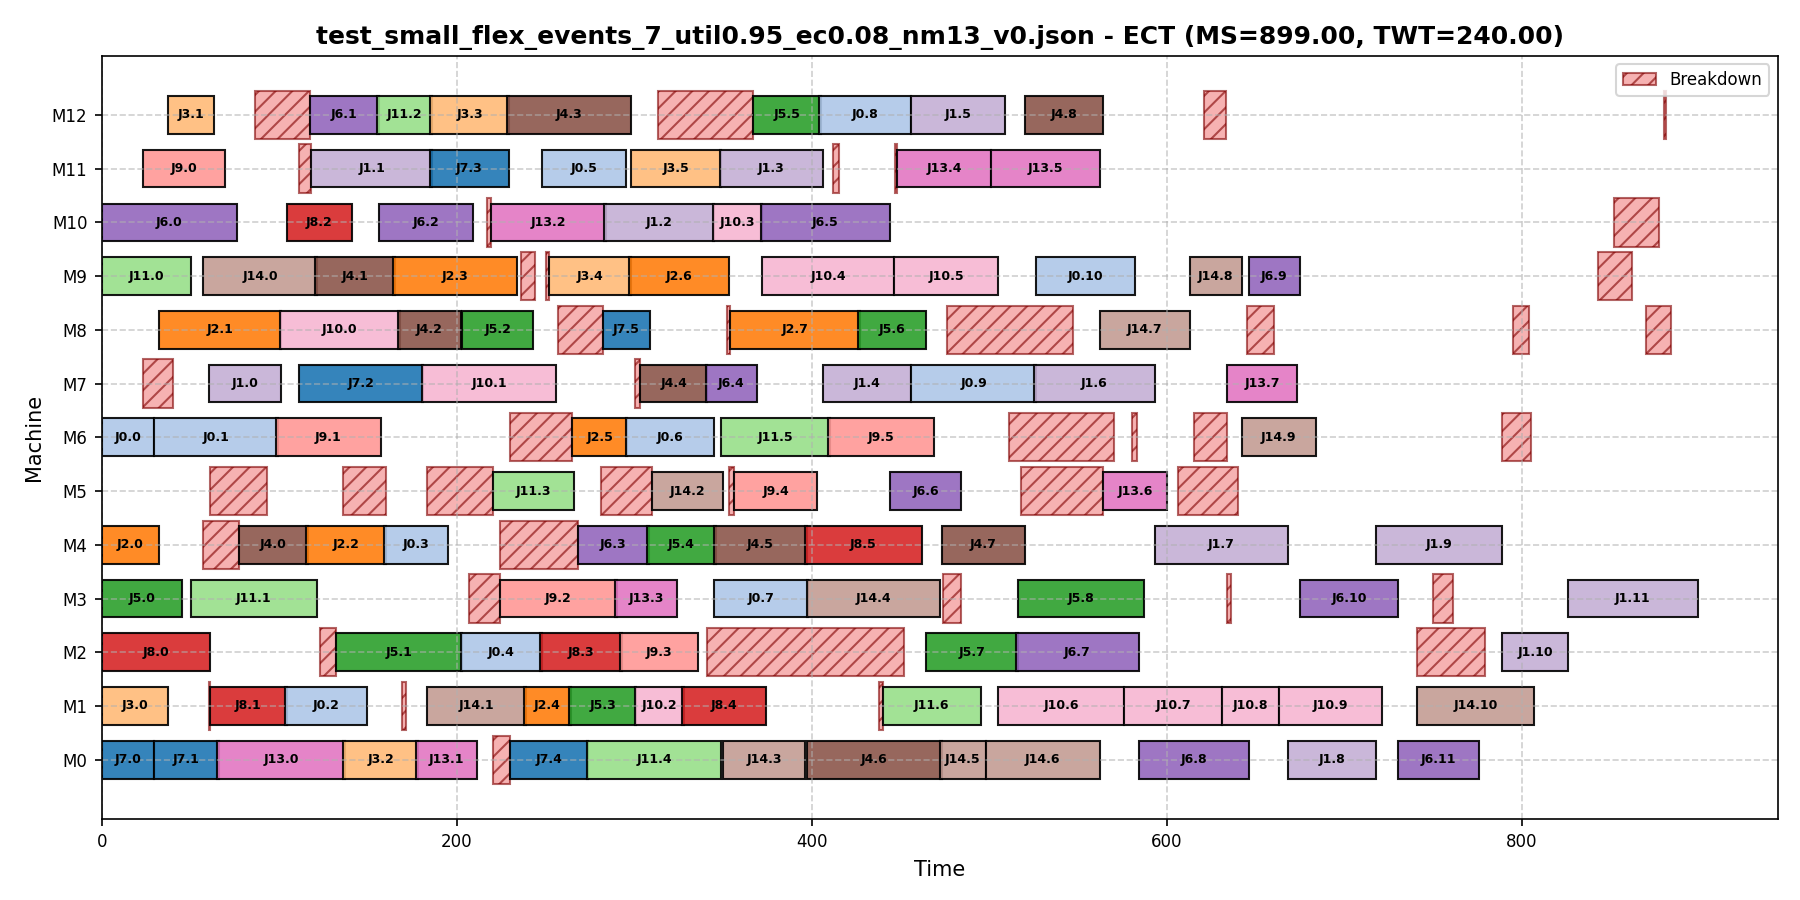 test_small_flex_events_7_util0.95_ec0.08_nm13_v0.json - ECT (MS=899.00, TWT=240.00)
Breakdown
M12 J3.1 J6.1 J11.2 J3.3 J4.3 J5.5 J0.8 J1.5 J4.8
M11 J9.0 J1.1 J7.3 J0.5 J3.5 J1.3 J13.4 J13.5
M10 J6.0 J8.2 J6.2 J13.2 J1.2 J10.3 J6.5
M9 J11.0 J14.0 J4.1 J2.3 J3.4 J2.6 J10.4 J10.5 J0.10 J14.8 J6.9
M8 J2.1 J10.0 J4.2 J5.2 J7.5 J2.7 J5.6 J14.7
M7 J1.0 J7.2 J10.1 J4.4 J6.4 J1.4 J0.9 J1.6 J13.7
M6 J0.0 J0.1 J9.1 J2.5 J0.6 J11.5 J9.5 J14.9
M5 J11.3 J14.2 J9.4 J6.6 J13.6
M4 J2.0 J4.0 J2.2 J0.3 J6.3 J5.4 J4.5 J8.5 J4.7 J1.7 J1.9
M3 J5.0 J11.1 J9.2 J13.3 J0.7 J14.4 J5.8 J6.10 J1.11
M2 J8.0 J5.1 J0.4 J8.3 J9.3 J5.7 J6.7 J1.10
M1 J3.0 J8.1 J0.2 J14.1 J2.4 J5.3 J10.2 J8.4 J11.6 J10.6 J10.7 J10.8 J10.9 J14.10
M0 J7.0 J7.1 J13.0 J3.2 J13.1 J7.4 J11.4 J14.3 J4.6 J14.5 J14.6 J6.8 J1.8 J6.11
0 200 400 600 800
Time
Machine